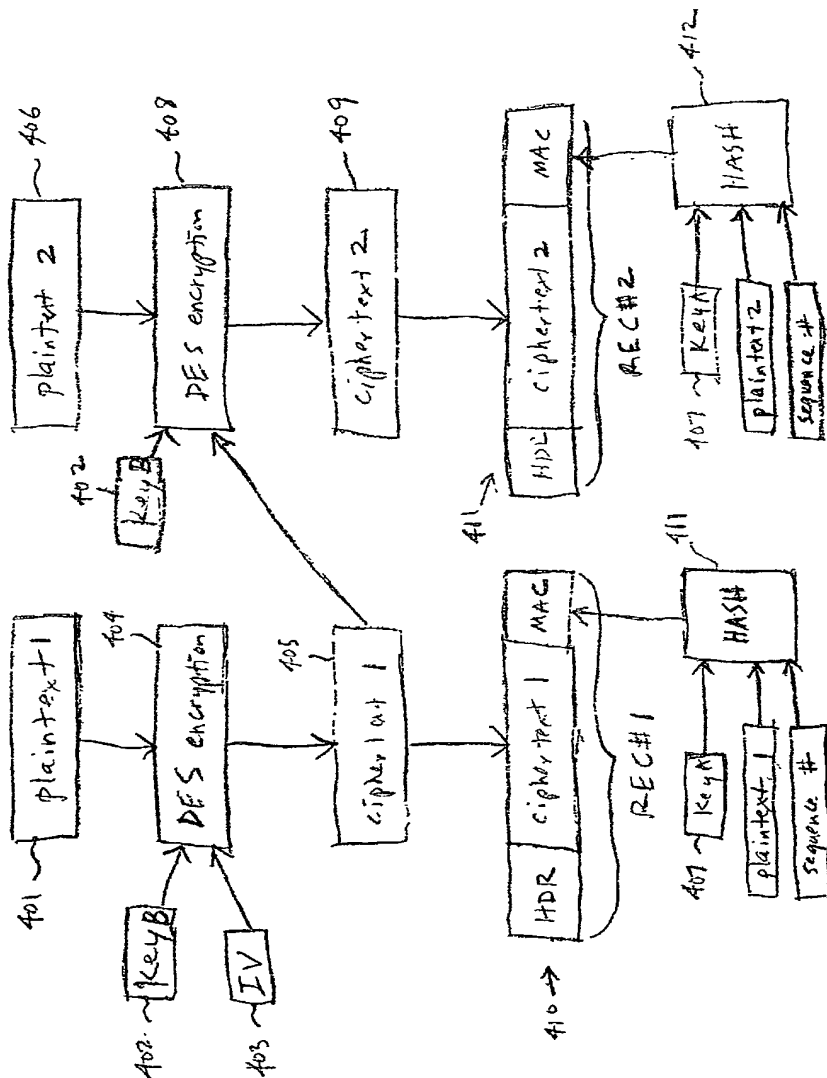 401
plaintext 1
406
plaintext 2
402
Key B
IV
403
404
DES encryption
402
Key B
408
DES encryption
405
ciphertext 1
409
ciphertext 2
410
HDR
ciphertext 1
MAC
REC#1
411
HDR
ciphertext 2
MAC
REC#2
407
Key A
plaintext 1
sequence #
HASH
411
407
Key A
plaintext 2
sequence #
HASH
412